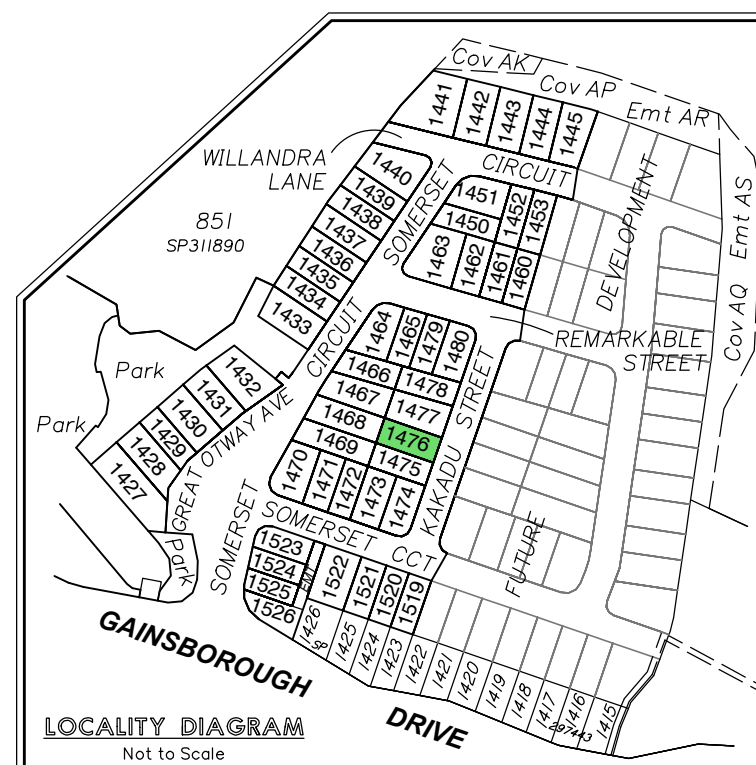 Cov AK
Cov AP
Emt AR
Emt AS
Cov AQ
1441
1442
1443
1444
1445
WILLANDRA
LANE
CIRCUIT
SOMERSET
DEVELOPMENT
1440
1439
1438
1437
1436
1435
1434
1433
851
SP311890
1451
1450
1452
1453
1463
1462
1461
1460
REMARKABLE
STREET
CIRCUIT
1464
1465
1479
1480
1466
1478
1467
1477
1468
1476
1469
1475
1470
1471
1472
1473
1474
KAKADU STREET
Park
Park
1432
1431
1430
1429
1428
1427
GREAT OTWAY AVE
Park
SOMERSET
SOMERSET CCT
FUTURE
1523
1524
1525
1526
EMT
1522
1521
1520
1519
1426
SP
1425
1424
1423
1422
1421
1420
1419
1418
1417
1416
1415
297443
GAINSBOROUGH
DRIVE
LOCALITY DIAGRAM
Not to Scale